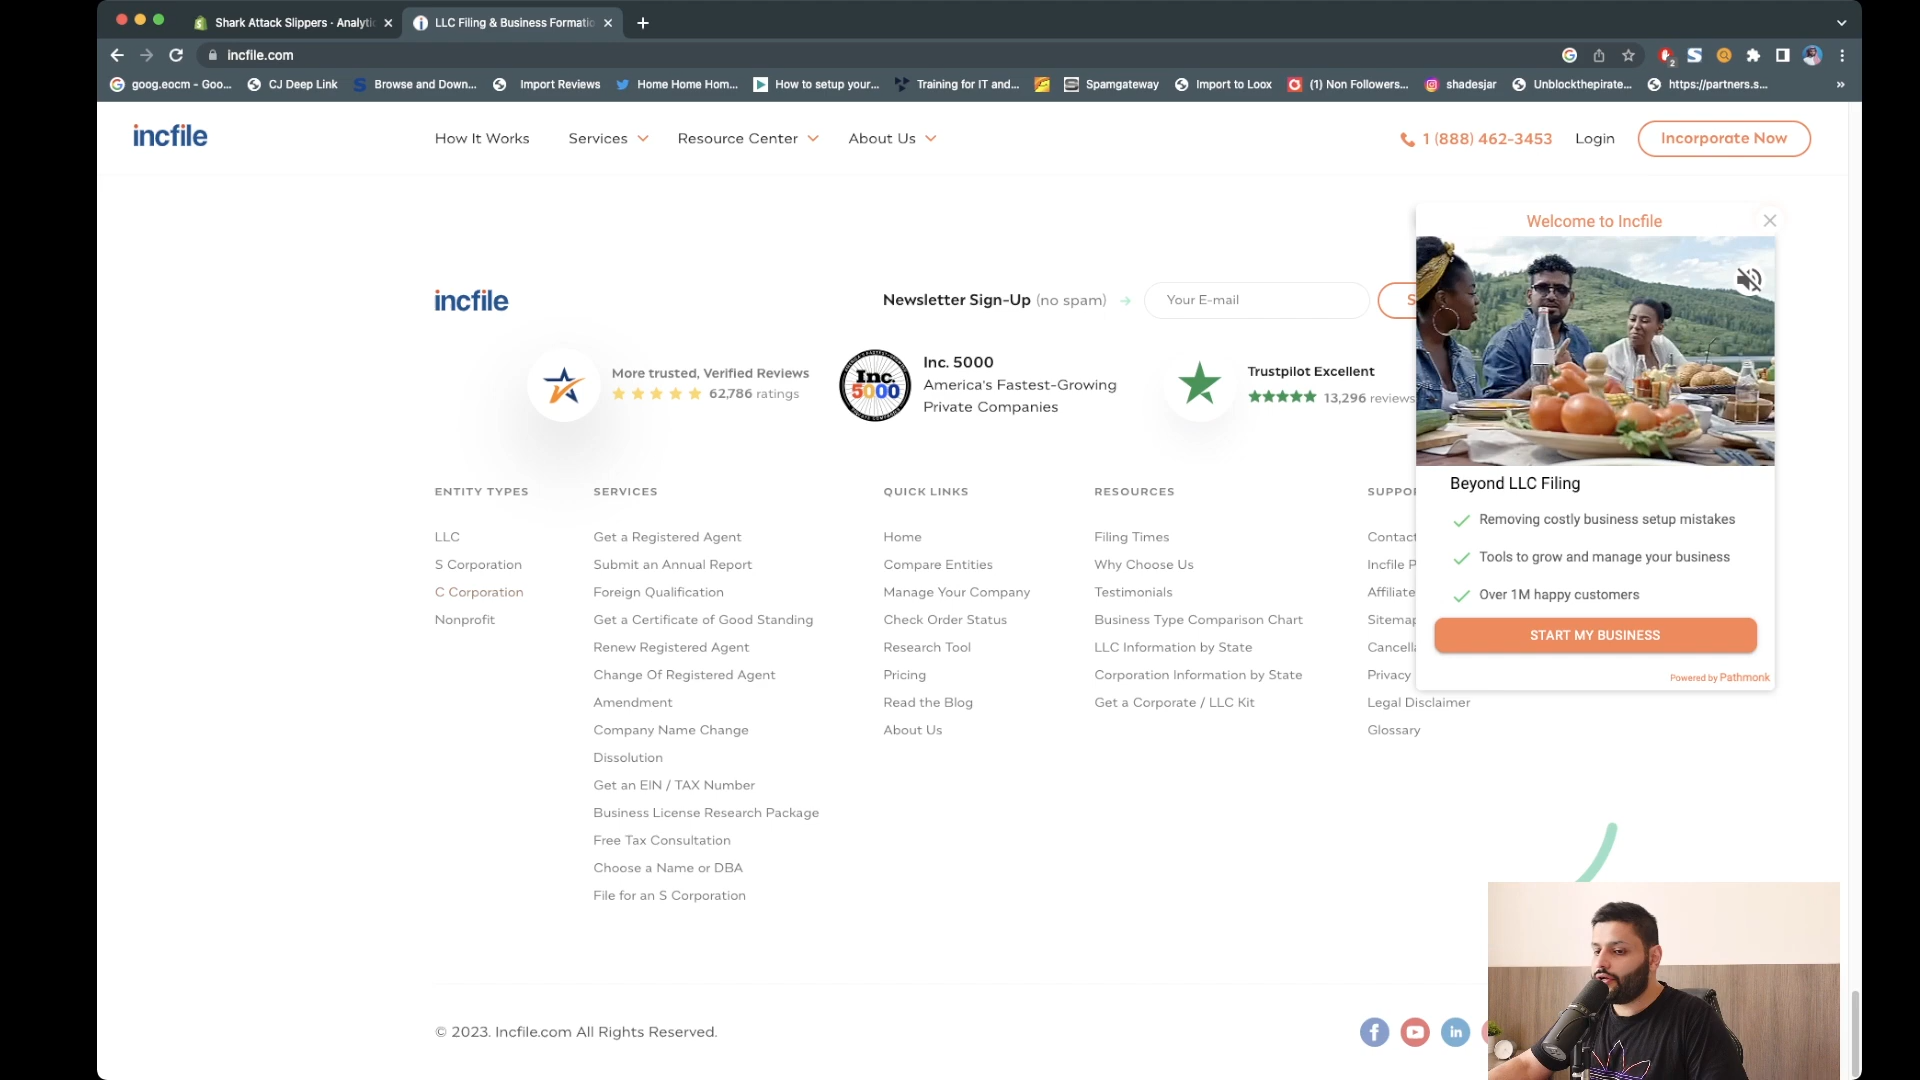 Shark Attack Slippers · Analytic
LLC Filing & Business Formatio
incfile.com
2
goog.eocm - Goo...
CJ Deep Link
Browse and Down...
Import Reviews
Home Home Hom...
How to setup your...
Training for IT and...
Spamgateway
Import to Loox
(1) Non Followers...
shadesjar
Unblockthepirate...
https://partners.s...
incfile
How It Works
Services
Resource Center
About Us
1 (888) 462-3453
Login
Incorporate Now
Welcome to Incfile
incfile
Newsletter Sign-Up (no spam)
Your E-mail
S
More trusted, Verified Reviews
62,786 ratings
Inc.
5000
Inc. 5000
America's Fastest-Growing
Private Companies
Trustpilot Excellent
13,296 reviews
Beyond LLC Filing
Removing costly business setup mistakes
Tools to grow and manage your business
Over 1M happy customers
START MY BUSINESS
Powered by Pathmonk
ENTITY TYPES
LLC
S Corporation
C Corporation
Nonprofit
SERVICES
Get a Registered Agent
Submit an Annual Report
Foreign Qualification
Get a Certificate of Good Standing
Renew Registered Agent
Change Of Registered Agent
Amendment
Company Name Change
Dissolution
Get an EIN / TAX Number
Business License Research Package
Free Tax Consultation
Choose a Name or DBA
File for an S Corporation
QUICK LINKS
Home
Compare Entities
Manage Your Company
Check Order Status
Research Tool
Pricing
Read the Blog
About Us
RESOURCES
Filing Times
Why Choose Us
Testimonials
Business Type Comparison Chart
LLC Information by State
Corporation Information by State
Get a Corporate / LLC Kit
SUPPO
Contact
Incfile P
Affiliate
Sitemap
Cancella
Privacy
Legal Disclaimer
Glossary
© 2023. Incfile.com All Rights Reserved.